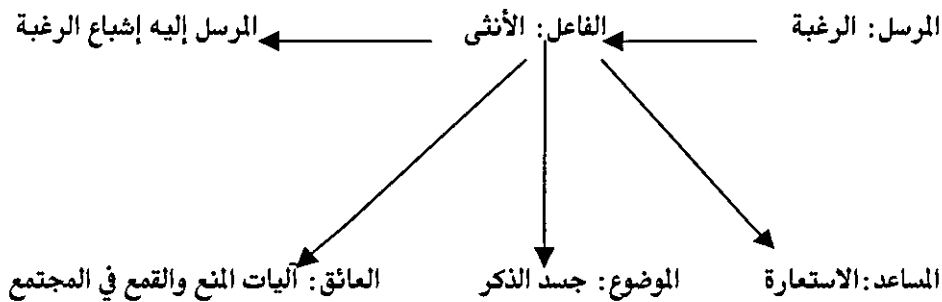 المرسل: الرغبة الفاعل: الأنثى المرسل إليه إشباع الرغبة
المساعد:الاستعارة الموضوع: جسد الذكر العائق: آليات المنع والقمع في المجتمع